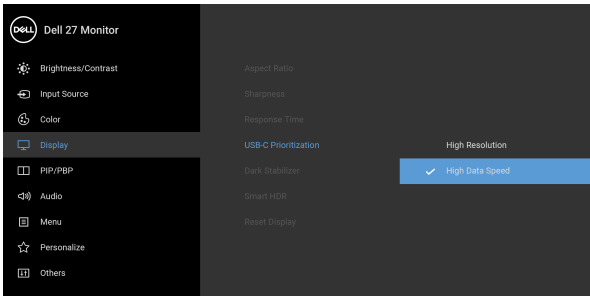 DELL Dell 27 Monitor
Brightness/Contrast
Input Source
Color
Display
PIP/PBP
Audio
Menu
Personalize
Others
Aspect Ratio
Sharpness
Response Time
USB-C Prioritization
Dark Stabilizer
Smart HDR
Reset Display
High Resolution
High Data Speed